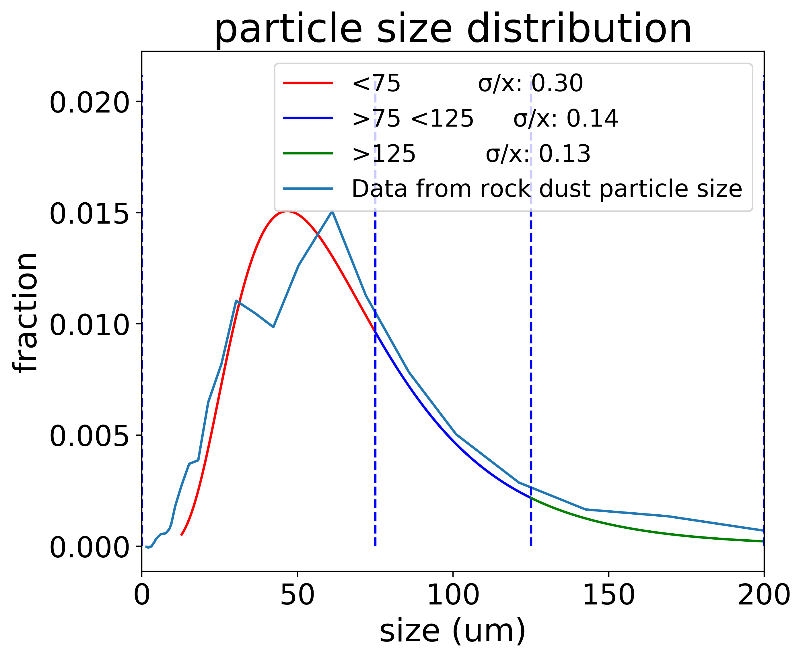 particle size distribution
<75 σ/x: 0.30
>75 <125 σ/x: 0.14
>125 σ/x: 0.13
Data from rock dust particle size
fraction
0.020
0.015
0.010
0.005
0.000
0 50 100 150 200
size (um)